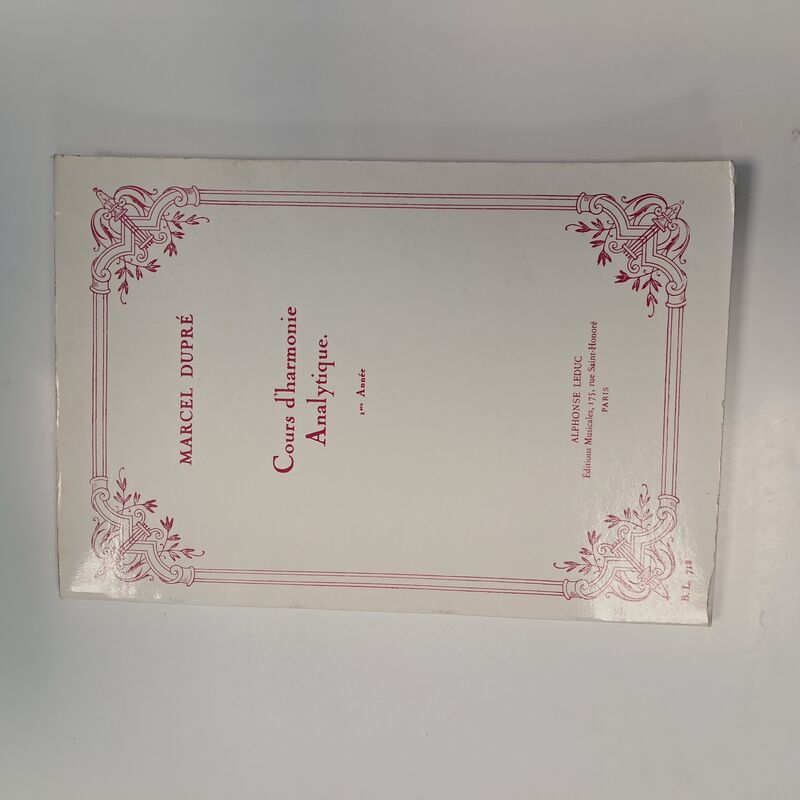 MARCEL DUPRÉ
Cours d'harmonie
Analytique.
1ère Année
ALPHONSE LEDUC
Éditions Musicales, 175, rue Saint-Honoré
PARIS
B. L. 718